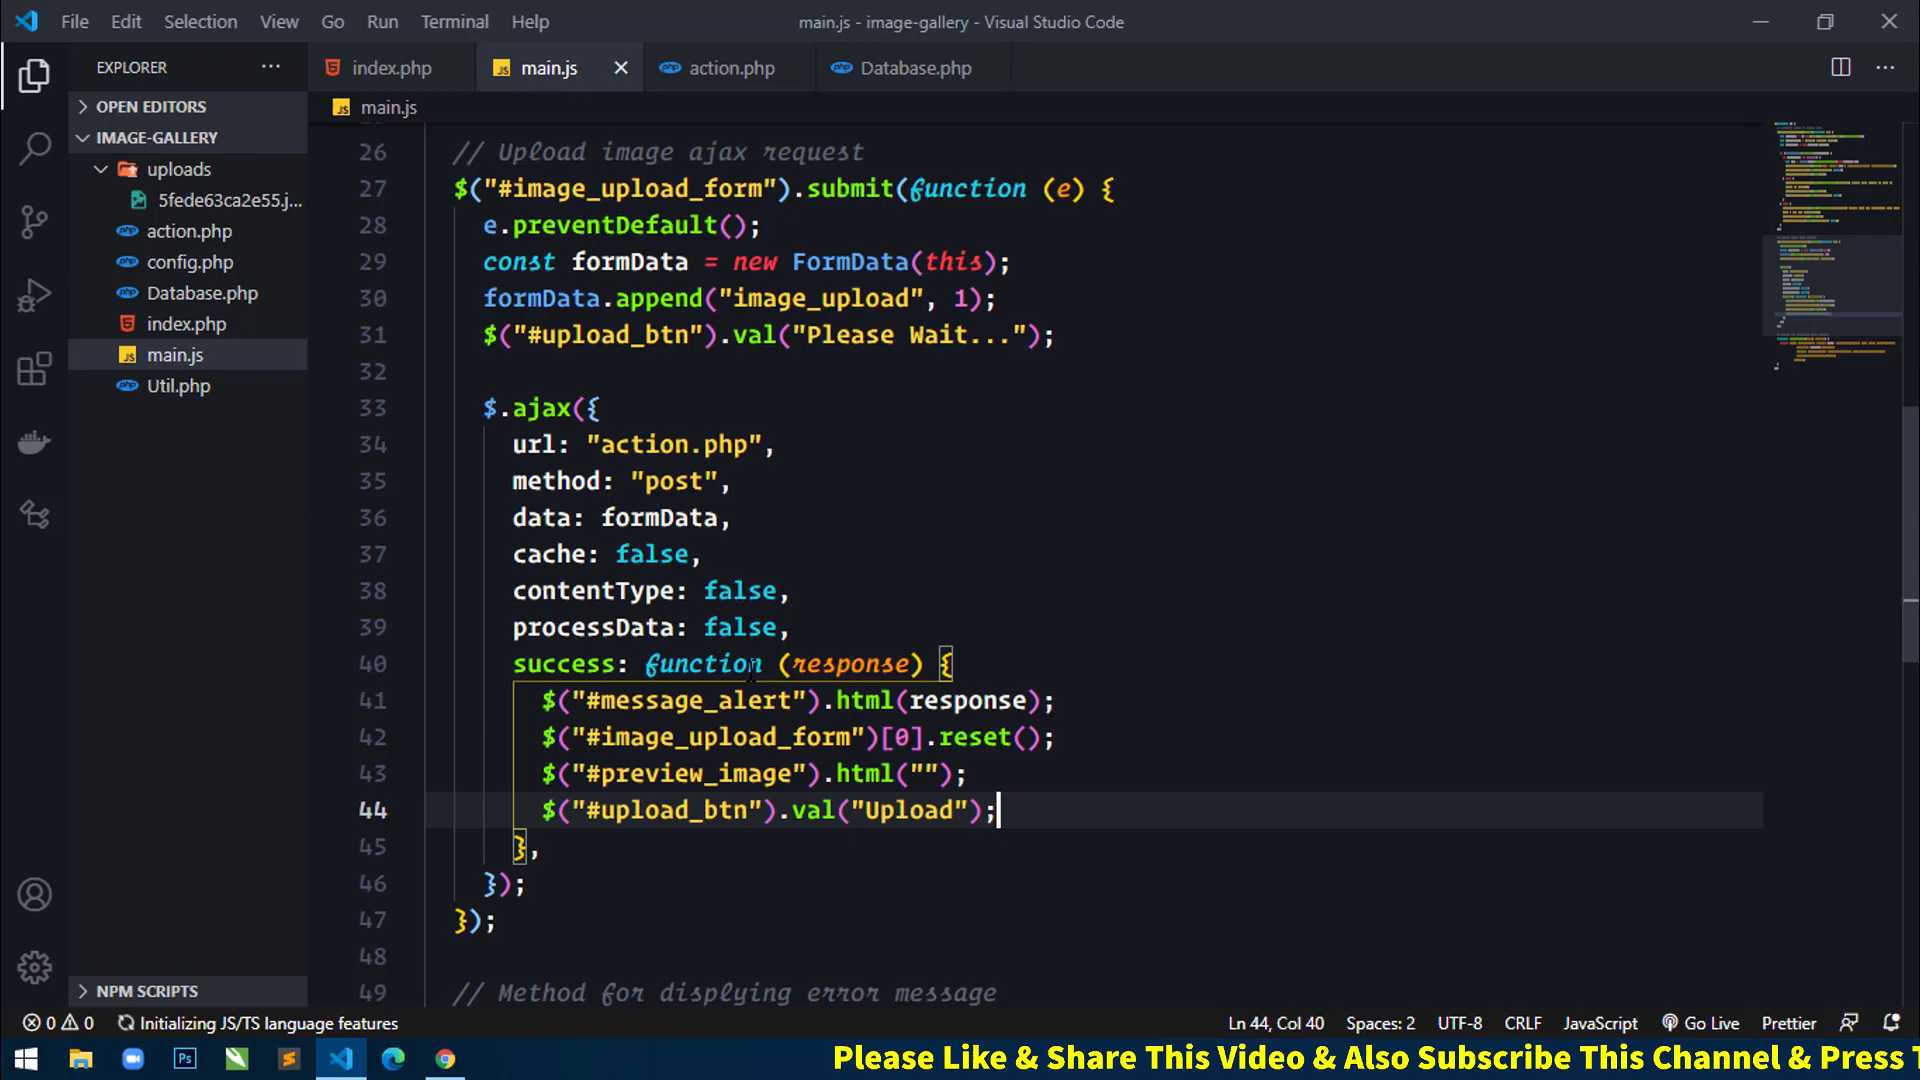 File Edit Selection View Go Run Terminal Help main.js - image-gallery - Visual Studio Code
EXPLORER ···
index.php main.js action.php Database.php
OPEN EDITORS
main.js
IMAGE-GALLERY
uploads
5fede63ca2e55.j...
action.php
config.php
Database.php
index.php
main.js
Util.php
NPM SCRIPTS
26 // Upload image ajax request
27 $("#image_upload_form").submit(function (e) {
28 e.preventDefault();
29 const formData = new FormData(this);
30 formData.append("image_upload", 1);
31 $("#upload_btn").val("Please Wait...");
32
33 $.ajax({
34 url: "action.php",
35 method: "post",
36 data: formData,
37 cache: false,
38 contentType: false,
39 processData: false,
40 success: function (response) {
41 $("#message_alert").html(response);
42 $("#image_upload_form")[0].reset();
43 $("#preview_image").html("");
44 $("#upload_btn").val("Upload");
45 },
46 });
47 });
48
49 // Method for displying error message
0 0 Initializing JS/TS language features Ln 44, Col 40 Spaces: 2 UTF-8 CRLF JavaScript Go Live Prettier
Please Like & Share This Video & Also Subscribe This Channel & Press